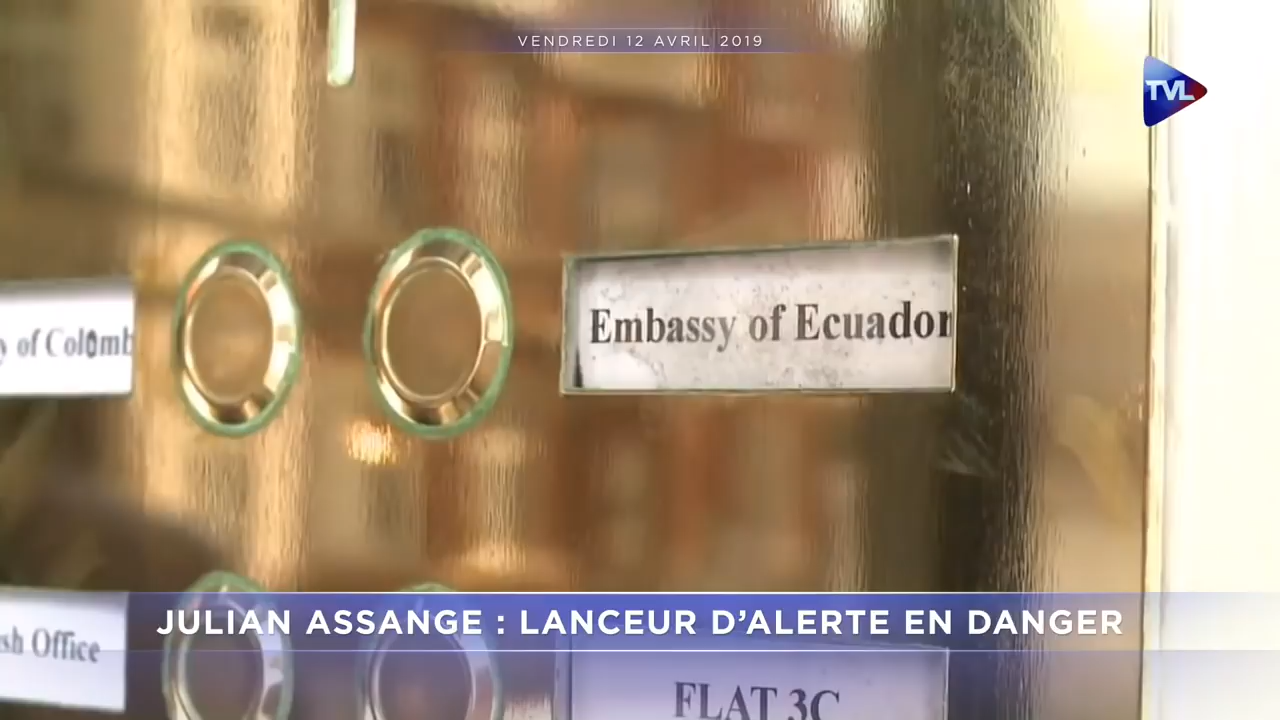 VENDREDI 12 AVRIL 2019
TVL
y of Colomb
Embassy of Ecuador
JULIAN ASSANGE : LANCEUR D’ALERTE EN DANGER
sh Office
FLAT 3C